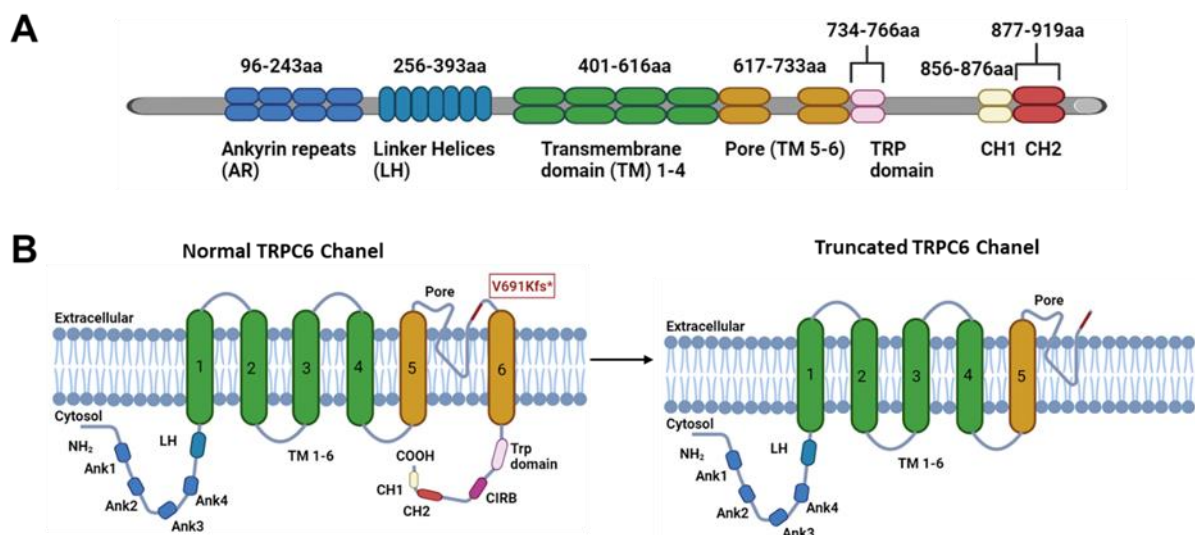 A
96-243aa
256-393aa
401-616aa
617-733aa
734-766aa
856-876aa
877-919aa
Ankyrin repeats
(AR)
Linker Helices
(LH)
Transmembrane
domain (TM) 1-4
Pore (TM 5-6)
TRP
domain
CH1
CH2
B
Normal TRPC6 Chanel
Extracellular
Cytosol
1
2
3
4
5
6
Pore
V691Kfs*
NH₂
Ank1
Ank2
Ank3
Ank4
LH
TM 1-6
COOH
CH1
CH2
CIRB
Trp
domain
Truncated TRPC6 Channel
Extracellular
Cytosol
1
2
3
4
5
Pore
NH₂
Ank1
Ank2
Ank3
Ank4
LH
TM 1-6